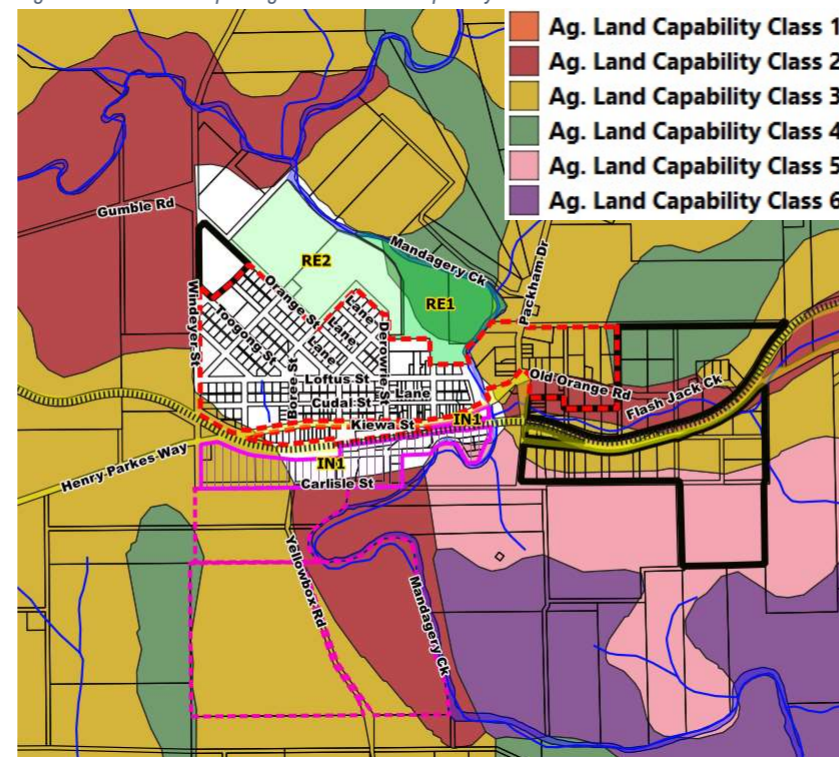 Ag. Land Capability Class 1
Ag. Land Capability Class 2
Ag. Land Capability Class 3
Ag. Land Capability Class 4
Ag. Land Capability Class 5
Ag. Land Capability Class 6
Gumble Rd
Mandagery Ck
Packham Dr
RE2
RE1
Windeyer St
Orange St
Toogong St
Lane
Lane
Lane
Derowrie St
Boree St
Loftus St
Cudal St
Lane
Old Orange Rd
Flash Jack Ck
Kiewa St
IN1
IN1
Henry Parkes Way
Carlisle St
Yellowbox Rd
Mandagery Ck